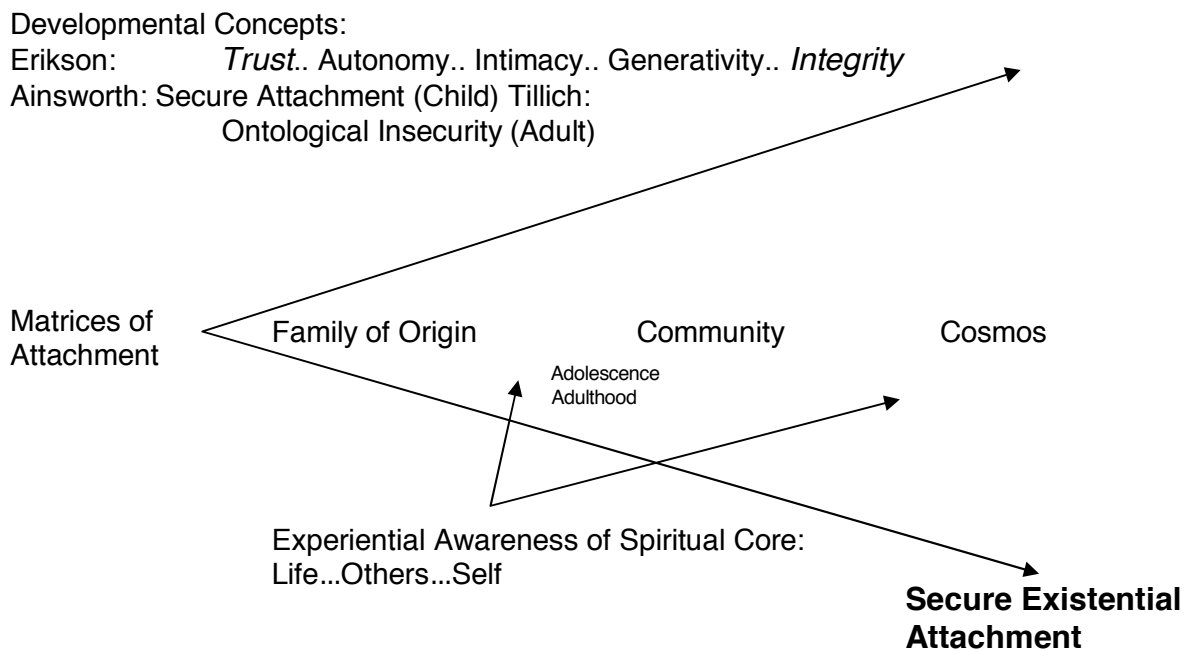 Developmental Concepts:
Erikson: Trust.. Autonomy.. Intimacy.. Generativity.. Integrity
Ainsworth: Secure Attachment (Child) Tillich:
Ontological Insecurity (Adult)
Matrices of
Attachment
Family of Origin
Community
Cosmos
Adolescence
Adulthood
Experiential Awareness of Spiritual Core:
Life...Others...Self
Secure Existential
Attachment